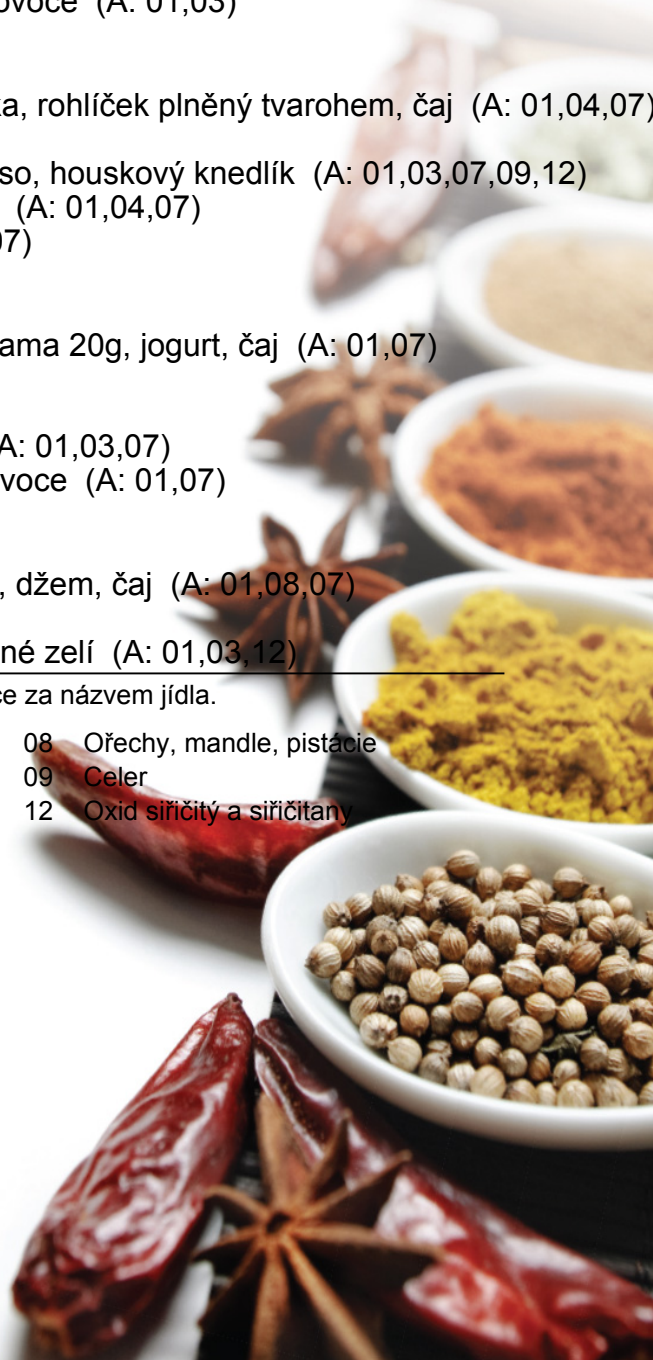 ovoce (A: 01,03)
ka, rohlíček plněný tvarohem, čaj (A: 01,04,07)
so, houskový knedlík (A: 01,03,07,09,12)
(A: 01,04,07)
07)
ama 20g, jogurt, čaj (A: 01,07)
A: 01,03,07)
voce (A: 01,07)
, džem, čaj (A: 01,08,07)
né zelí (A: 01,03,12)
ce za názvem jídla.
08 Ořechy, mandle, pistácie
09 Celer
12 Oxid siřičitý a siřičitany